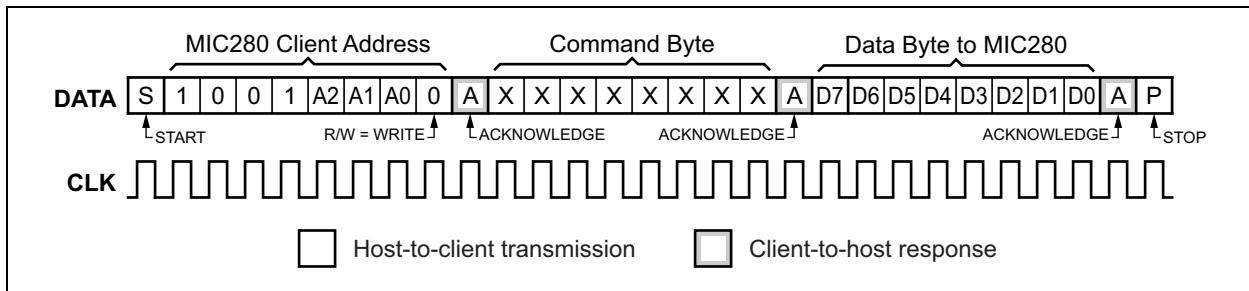 MIC280 Client Address Command Byte Data Byte to MIC280
DATA S 1 0 0 1 A2 A1 A0 0 A X X X X X X X X A D7 D6 D5 D4 D3 D2 D1 D0 A P
START R/W = WRITE ACKNOWLEDGE ACKNOWLEDGE ACKNOWLEDGE STOP
CLK
Host-to-client transmission Client-to-host response